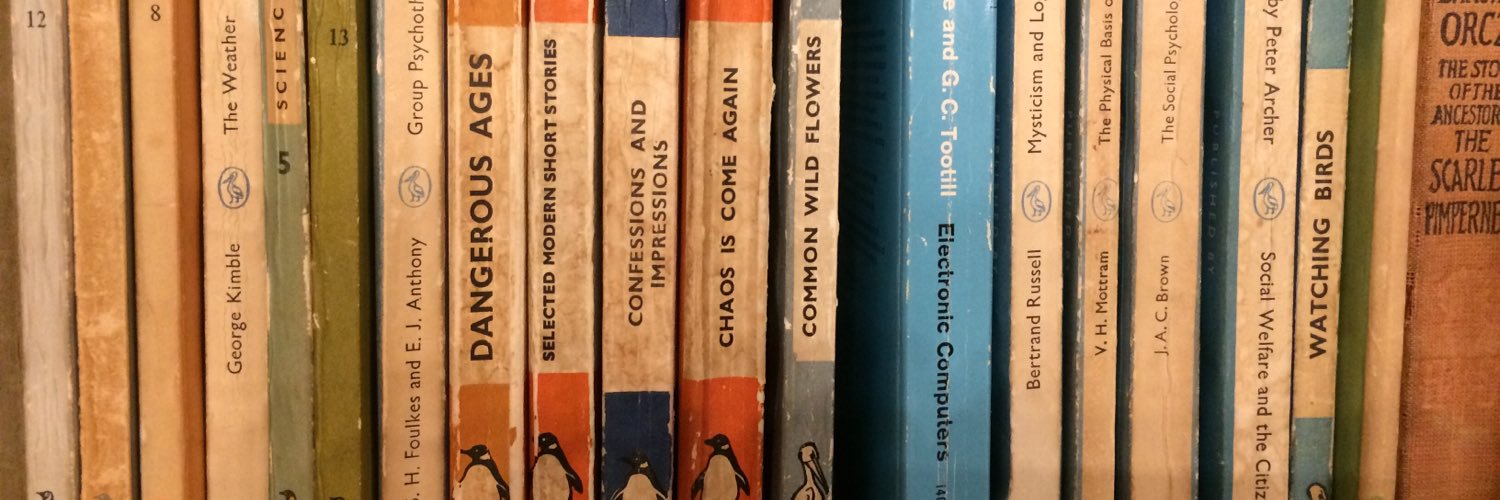 12
8
The Weather
George Kimble
SCIENC
5
13
Group Psychoth
H. Foulkes and E. J. Anthony
DANGEROUS AGES
SELECTED MODERN SHORT STORIES
CONFESSIONS AND
IMPRESSIONS
CHAOS IS COME AGAIN
COMMON WILD FLOWERS
e and G. C. Tootill
Electronic Computers
Mysticism and Lo
Bertrand Russell
PUBLISHED
The Physical Basis o
V. H. Mottram
The Social Psycholo
J. A. C. Brown
PUBLISHED BY
by Peter Archer
Social Welfare and the Citiz
WATCHING BIRDS
ORCZ
THE STO
OF THE
ANCESTOR
THE
SCARLE
PIMPERNE